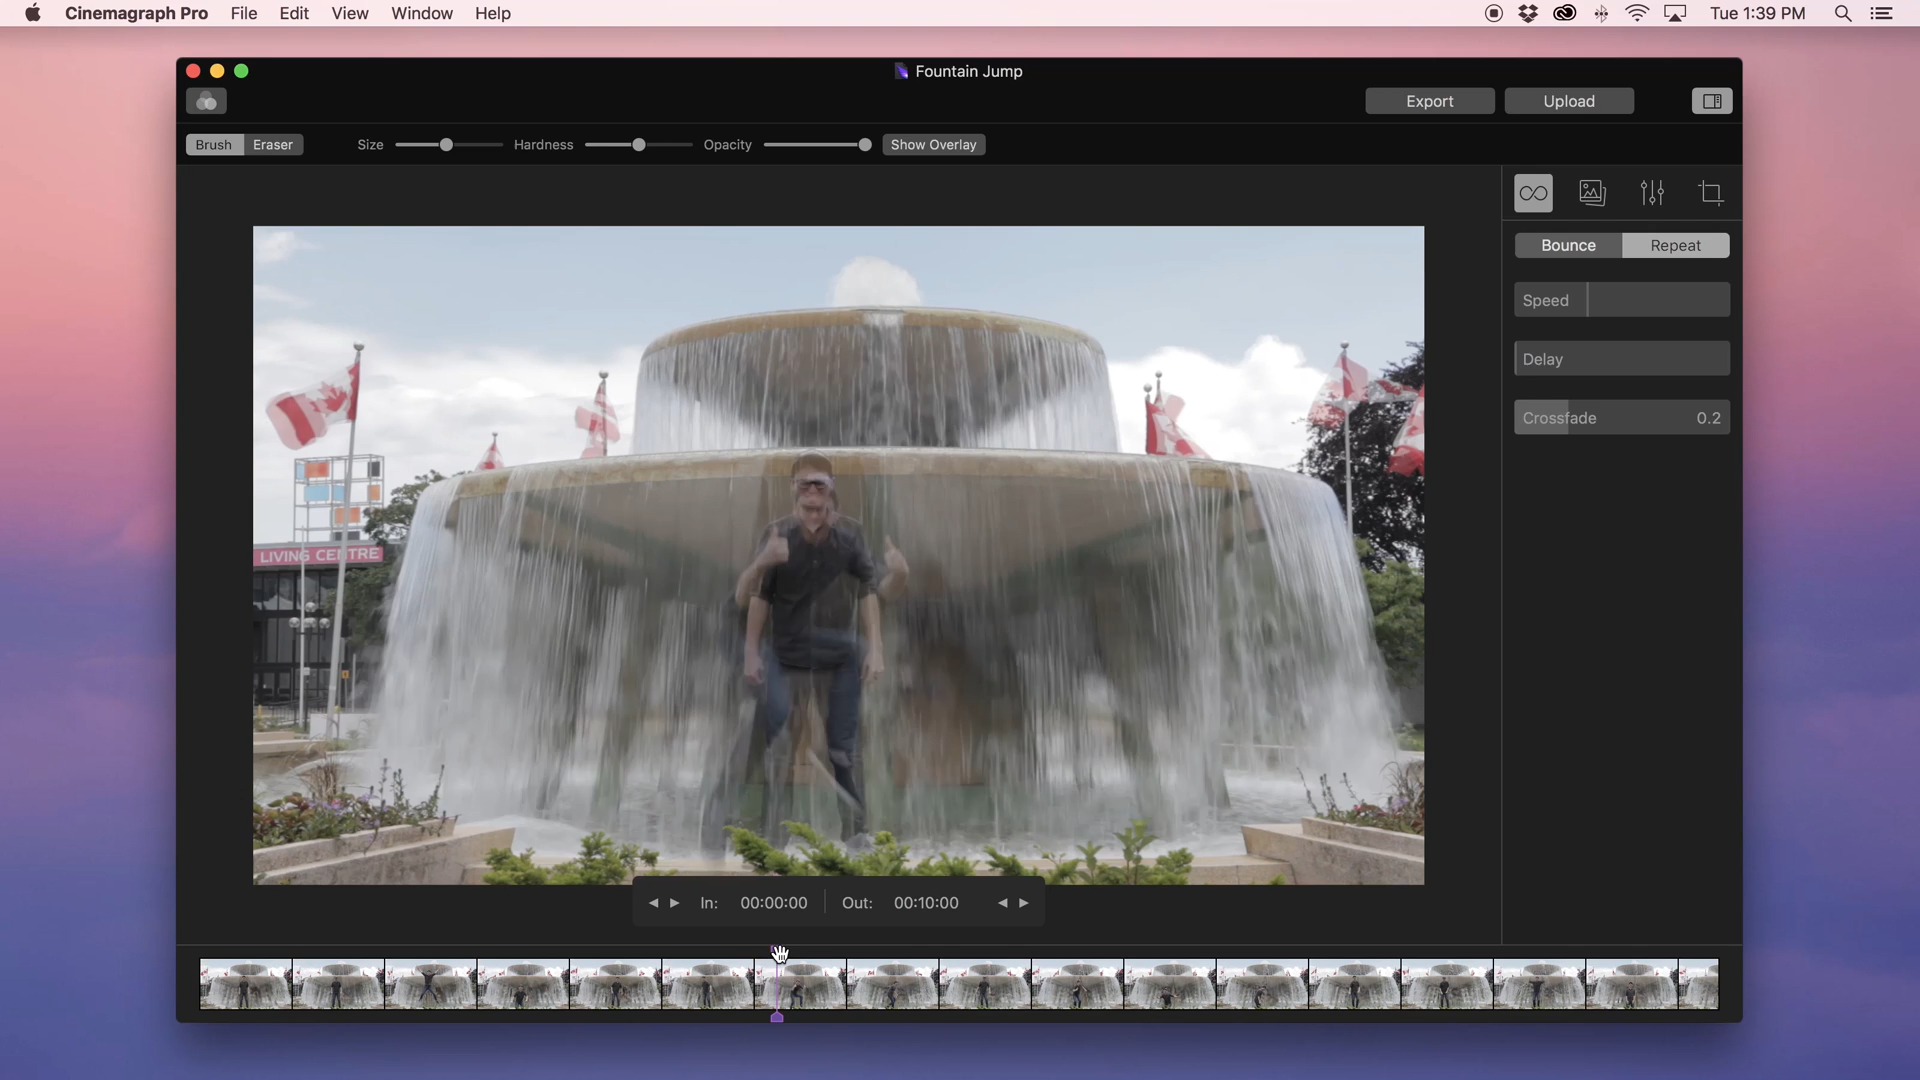 Cinemagraph Pro File Edit View Window Help Tue 1:39 PM
Fountain Jump
Export Upload
Brush Eraser Size Hardness Opacity Show Overlay
Bounce Repeat
Speed
Delay
Crossfade 0.2
LIVING CENTRE
In: 00:00:00 Out: 00:10:00